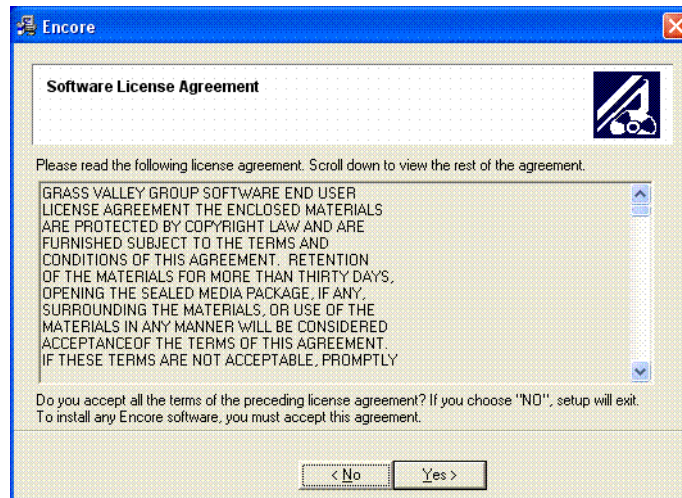 Encore
Software License Agreement
Please read the following license agreement. Scroll down to view the rest of the agreement.
GRASS VALLEY GROUP SOFTWARE END USER
LICENSE AGREEMENT THE ENCLOSED MATERIALS
ARE PROTECTED BY COPYRIGHT LAW AND ARE
FURNISHED SUBJECT TO THE TERMS AND
CONDITIONS OF THIS AGREEMENT.  RETENTION
OF THE MATERIALS FOR MORE THAN THIRTY DAYS,
OPENING THE SEALED MEDIA PACKAGE, IF ANY,
SURROUNDING THE MATERIALS, OR USE OF THE
MATERIALS IN ANY MANNER WILL BE CONSIDERED
ACCEPTANCEOF THE TERMS OF THIS AGREEMENT.
IF THESE TERMS ARE NOT ACCEPTABLE, PROMPTLY
Do you accept all the terms of the preceding license agreement? If you choose "NO", setup will exit.
To install any Encore software, you must accept this agreement.
< No   Yes >